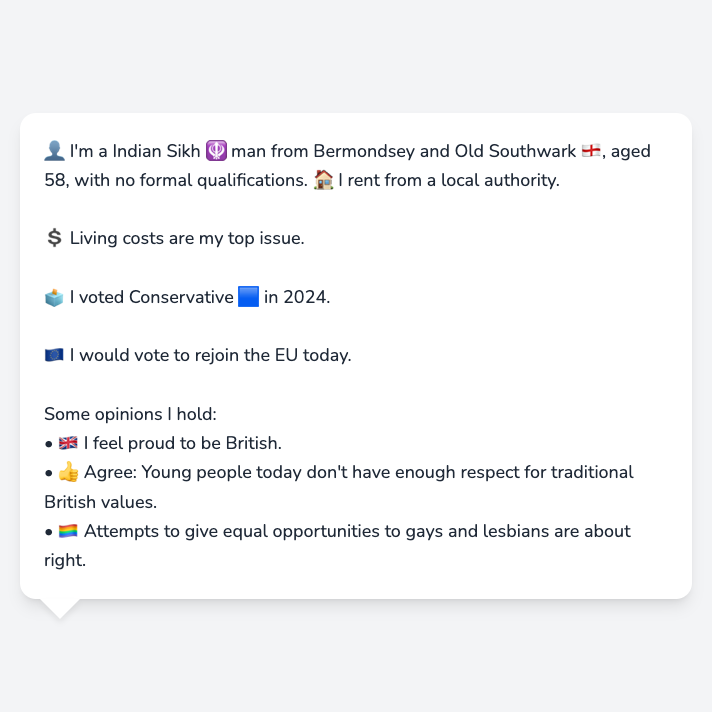 👤 I'm a Indian Sikh 🪯 man from Bermondsey and Old Southwark 🏴󠁧󠁢󠁥󠁮󠁧󠁿, aged
58, with no formal qualifications. 🏠 I rent from a local authority.
💲 Living costs are my top issue.
🗳️ I voted Conservative 🟦 in 2024.
🇪🇺 I would vote to rejoin the EU today.
Some opinions I hold:
• 🇬🇧 I feel proud to be British.
• 👍 Agree: Young people today don't have enough respect for traditional
British values.
• 🏳️‍🌈 Attempts to give equal opportunities to gays and lesbians are about
right.